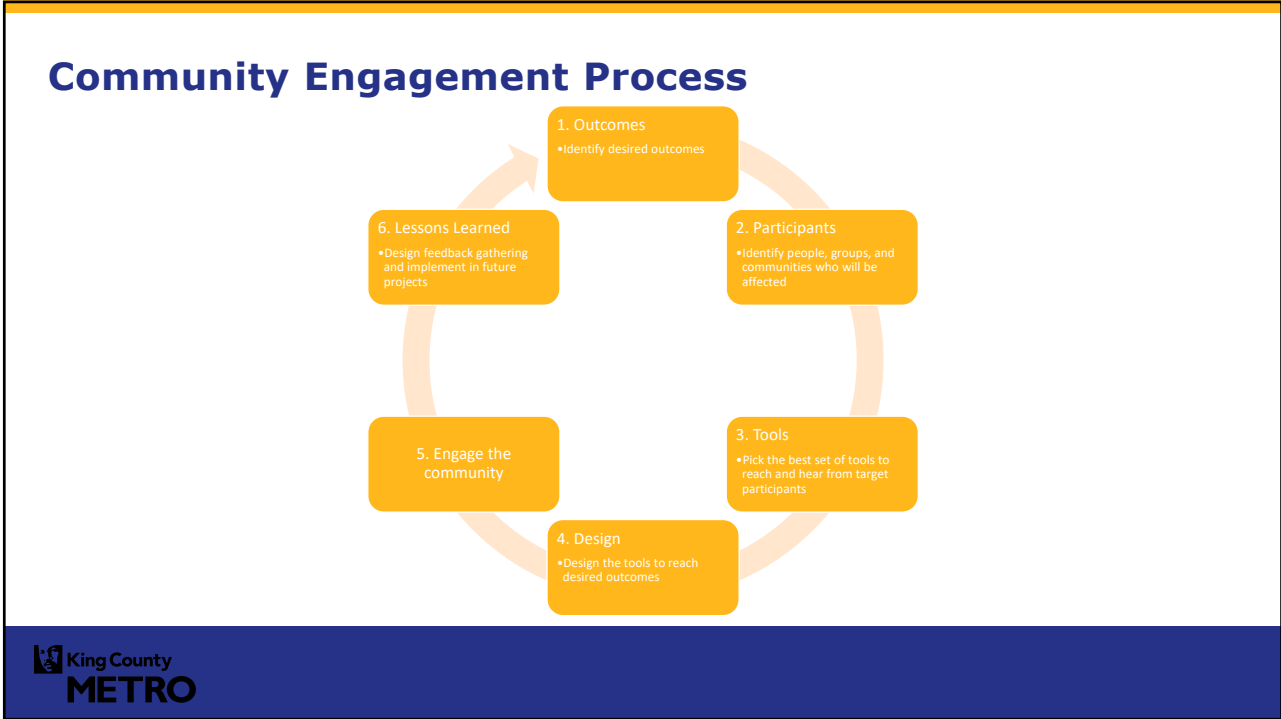 Community Engagement Process
1. Outcomes
•Identify desired outcomes
2. Participants
•Identify people, groups, and
communities who will be
affected
3. Tools
•Pick the best set of tools to
reach and hear from target
participants
4. Design
•Design the tools to reach
desired outcomes
5. Engage the
community
6. Lessons Learned
•Design feedback gathering
and implement in future
projects
King County
METRO